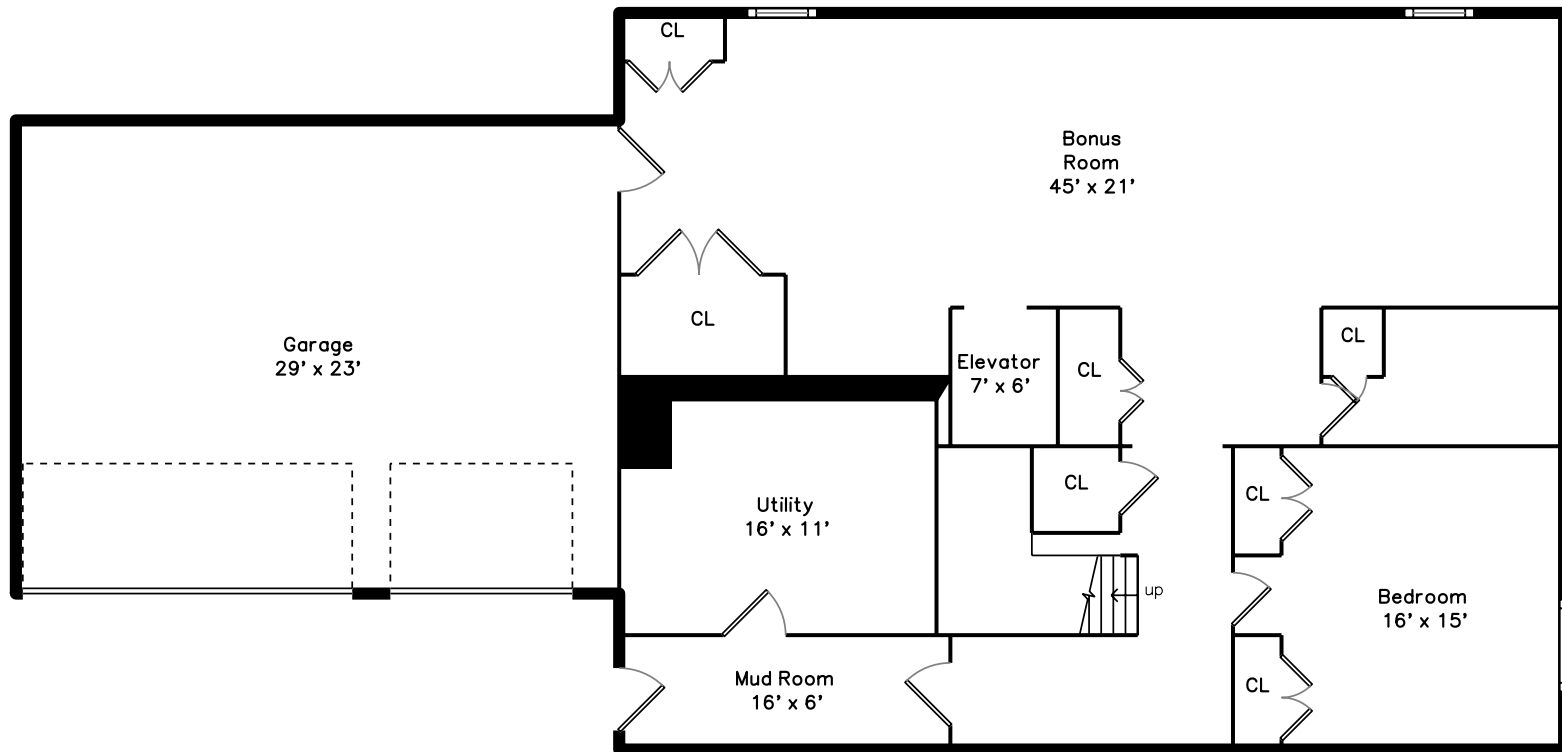 CL
Bonus
Room
45' x 21'
CL
Garage
29' x 23'
Elevator
7' x 6'
CL
CL
CL
CL
Utility
16' x 11'
up
Bedroom
16' x 15'
Mud Room
16' x 6'
CL